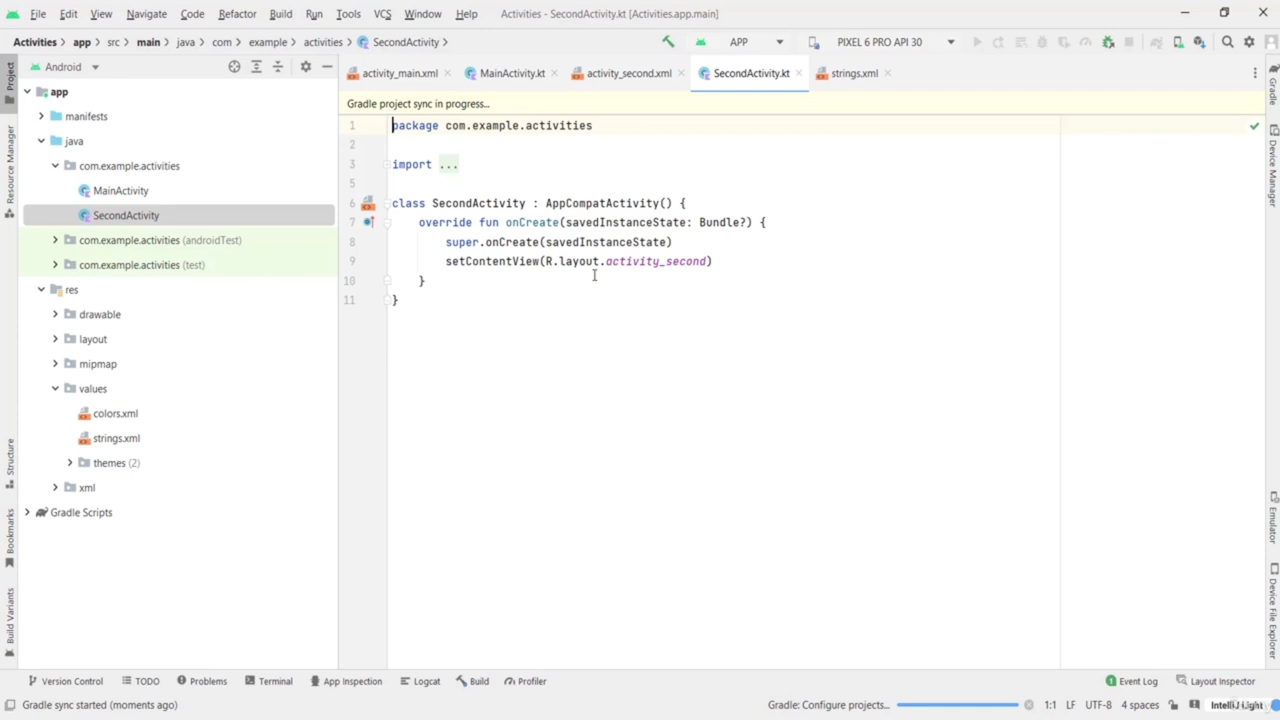 File Edit View Navigate Code Refactor Build Run Tools VCS Window Help Activities - SecondActivity.kt [Activities.app.main]
Activities app src main java com example activities SecondActivity APP PIXEL 6 PRO API 30
Project
Android
activity_main.xml MainActivity.kt activity_second.xml SecondActivity.kt strings.xml
Gradle
Gradle project sync in progress...
app
manifests
java
com.example.activities
MainActivity
SecondActivity
com.example.activities (androidTest)
com.example.activities (test)
res
drawable
layout
mipmap
values
colors.xml
strings.xml
themes (2)
xml
Gradle Scripts
Resource Manager
Structure
Bookmarks
Build Variants
1 package com.example.activities
2
3 import ...
5
6 class SecondActivity : AppCompatActivity() {
7 override fun onCreate(savedInstanceState: Bundle?) {
8 super.onCreate(savedInstanceState)
9 setContentView(R.layout.activity_second)
10 }
11 }
Device Manager
Emulator
Device File Explorer
Version Control TODO Problems Terminal App Inspection Logcat Build Profiler 1 Event Log Layout Inspector
Gradle sync started (moments ago) Gradle: Configure projects... 1:1 LF UTF-8 4 spaces IntelliJ Light